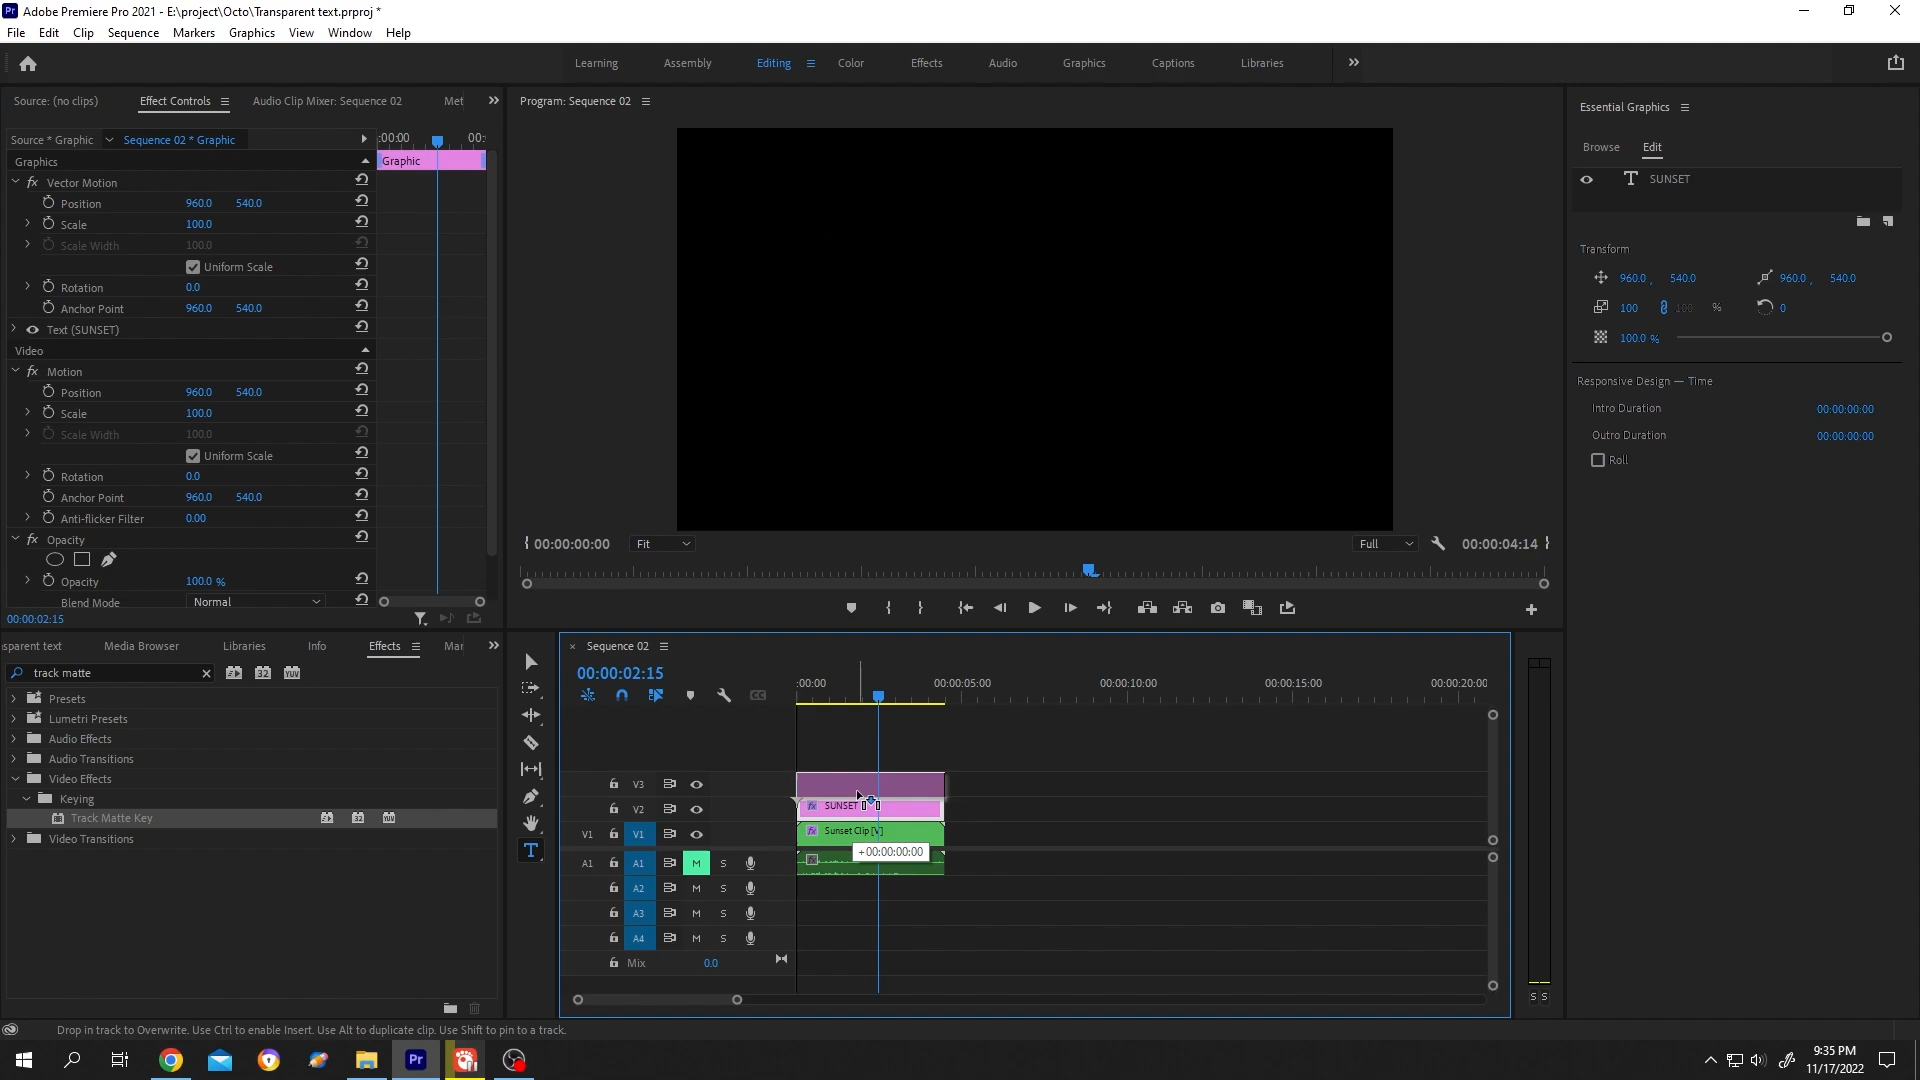 Adobe Premiere Pro 2021 - E:\project\Octo\Transparent text.prproj *
File Edit Clip Sequence Markers Graphics View Window Help
Learning Assembly Editing Color Effects Audio Graphics Captions Libraries
Source: (no clips) Effect Controls Audio Clip Mixer: Sequence 02 Met
Program: Sequence 02
Essential Graphics
Source * Graphic Sequence 02 * Graphic :00:00 00:
Browse Edit
Graphics Graphic
SUNSET
Vector Motion
Position 960.0 540.0
Scale 100.0
Scale Width 100.0
Uniform Scale
Rotation 0.0
Anchor Point 960.0 540.0
Text (SUNSET)
Video
Motion
Position 960.0 540.0
Scale 100.0
Scale Width 100.0
Uniform Scale
Rotation 0.0
Anchor Point 960.0 540.0
Anti-flicker Filter 0.00
Opacity
Opacity 100.0 %
Blend Mode Normal
00:00:02:15
Transform
960.0 , 540.0 960.0 , 540.0
100 100 % 0
100.0 %
Responsive Design — Time
Intro Duration 00:00:00:00
Outro Duration 00:00:00:00
Roll
00:00:00:00 Fit Full 00:00:04:14
sparent text Media Browser Libraries Info Effects Mar
track matte
Presets
Lumetri Presets
Audio Effects
Audio Transitions
Video Effects
Keying
Track Matte Key
Video Transitions
Sequence 02
00:00:02:15
:00:00 00:00:05:00 00:00:10:00 00:00:15:00 00:00:20:00
V3
V2 SUNSET
V1 V1 Sunset Clip [V]
+00:00:00:00
A1 A1 M S
A2 M S
A3 M S
A4 M S
Mix 0.0
S S
Drop in track to Overwrite. Use Ctrl to enable Insert. Use Alt to duplicate clip. Use Shift to pin to a track.
9:35 PM
11/17/2022